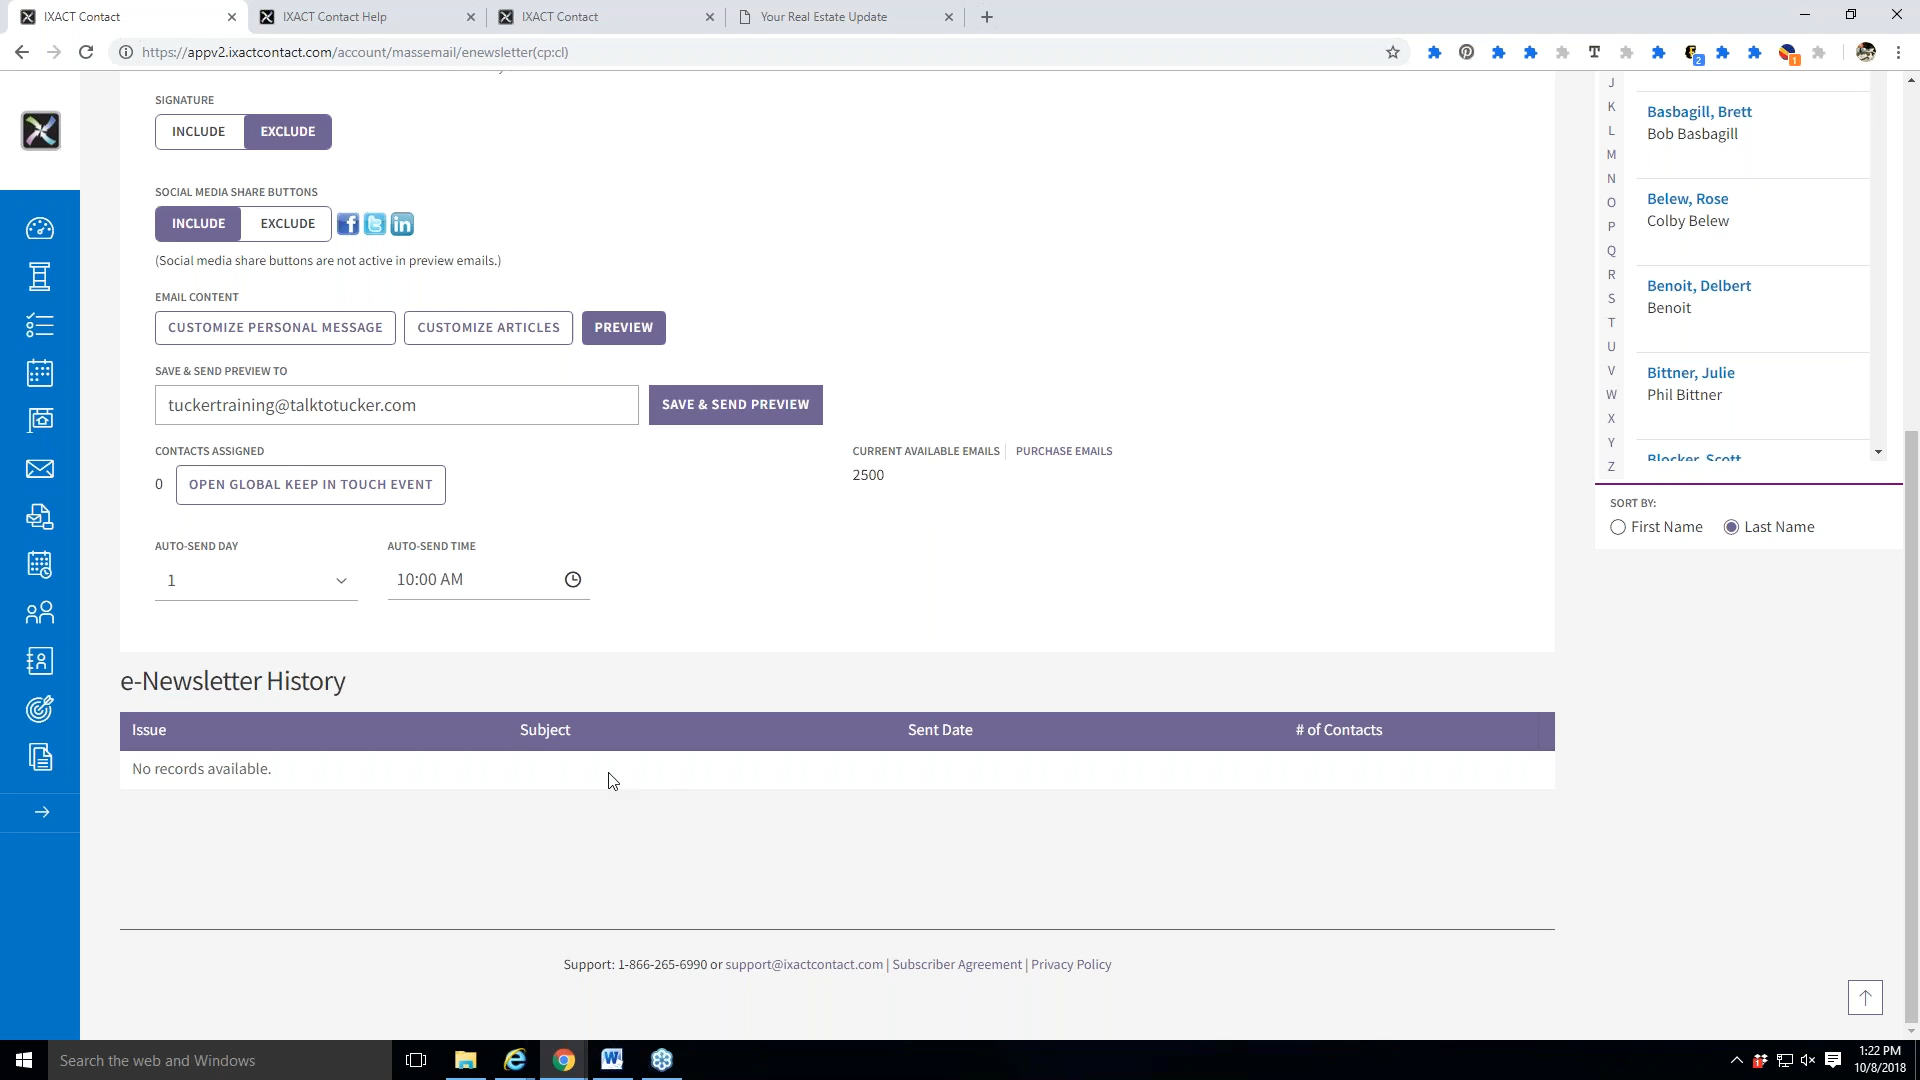 IXACT Contact
IXACT Contact Help
IXACT Contact
Your Real Estate Update
https://appv2.ixactcontact.com/account/massemail/enewsletter(cp:cl)
2
1
SIGNATURE
INCLUDE EXCLUDE
SOCIAL MEDIA SHARE BUTTONS
INCLUDE EXCLUDE
(Social media share buttons are not active in preview emails.)
EMAIL CONTENT
CUSTOMIZE PERSONAL MESSAGE CUSTOMIZE ARTICLES PREVIEW
SAVE & SEND PREVIEW TO
tuckertraining@talktotucker.com SAVE & SEND PREVIEW
CONTACTS ASSIGNED
0 OPEN GLOBAL KEEP IN TOUCH EVENT
CURRENT AVAILABLE EMAILS PURCHASE EMAILS
2500
AUTO-SEND DAY AUTO-SEND TIME
1 10:00 AM
e-Newsletter History
Issue Subject Sent Date # of Contacts
No records available.
Support: 1-866-265-6990 or support@ixactcontact.com | Subscriber Agreement | Privacy Policy
J
K
L
M
N
O
P
Q
R
S
T
U
V
W
X
Y
Z
Basbagill, Brett
Bob Basbagill
Belew, Rose
Colby Belew
Benoit, Delbert
Benoit
Bittner, Julie
Phil Bittner
Blocker, Scott
SORT BY:
First Name Last Name
Search the web and Windows
1:22 PM
10/8/2018